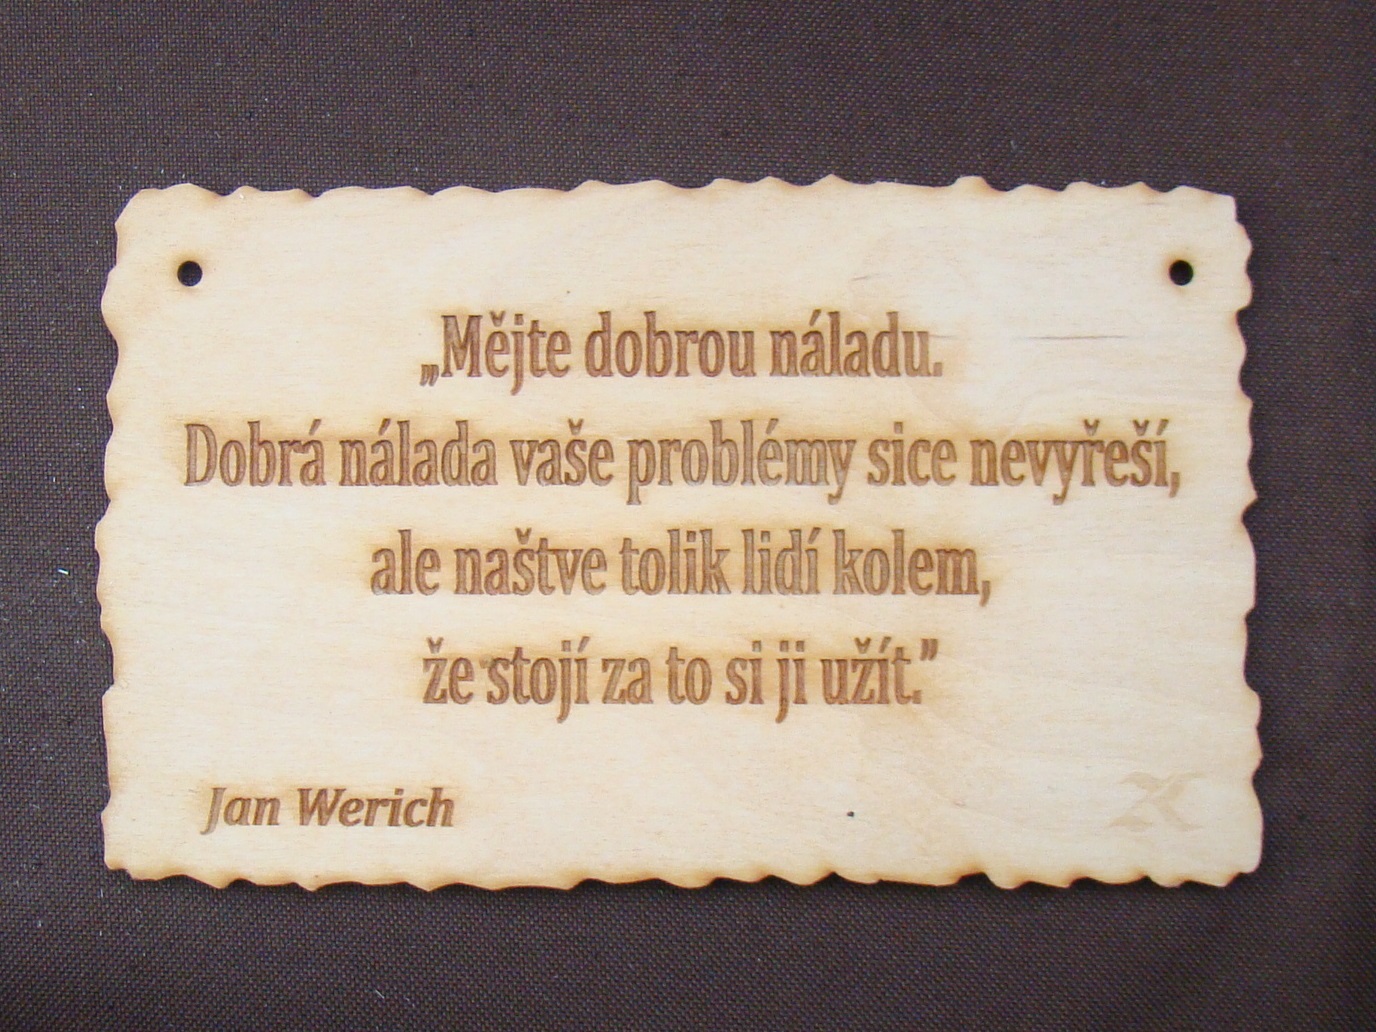 „Mějte dobrou náladu.
Dobrá nálada vaše problémy sice nevyřeší,
ale naštve tolik lidí kolem,
že stojí za to si ji užít.”
Jan Werich